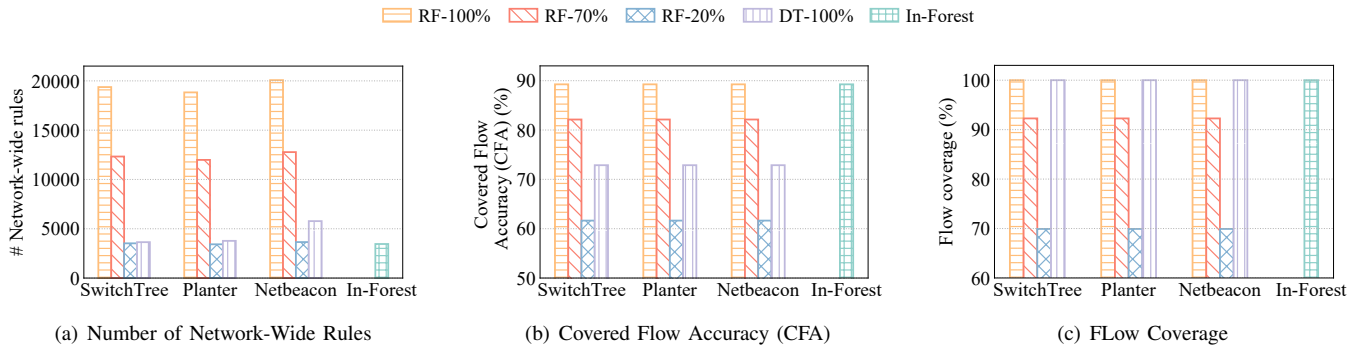 RF-100% RF-70% RF-20% DT-100% In-Forest
# Network-wide rules
20000
15000
10000
5000
0
SwitchTree Planter Netbeacon In-Forest
(a) Number of Network-Wide Rules
Covered Flow
Accuracy (CFA) (%)
90
80
70
60
50
SwitchTree Planter Netbeacon In-Forest
(b) Covered Flow Accuracy (CFA)
Flow coverage (%)
100
90
80
70
60
SwitchTree Planter Netbeacon In-Forest
(c) FLow Coverage